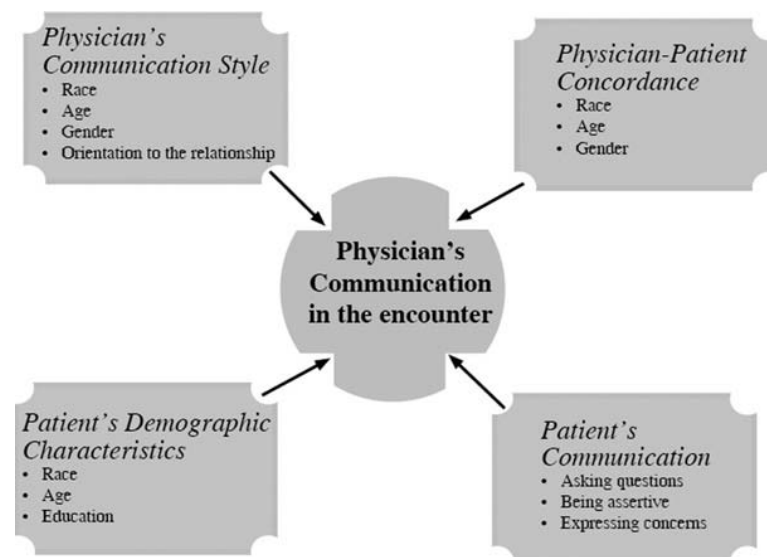 Physician's
Communication Style
• Race
• Age
• Gender
• Orientation to the relationship
Physician-Patient
Concordance
• Race
• Age
• Gender
Physician's
Communication
in the encounter
Patient's Demographic
Characteristics
• Race
• Age
• Education
Patient's
Communication
• Asking questions
• Being assertive
• Expressing concerns